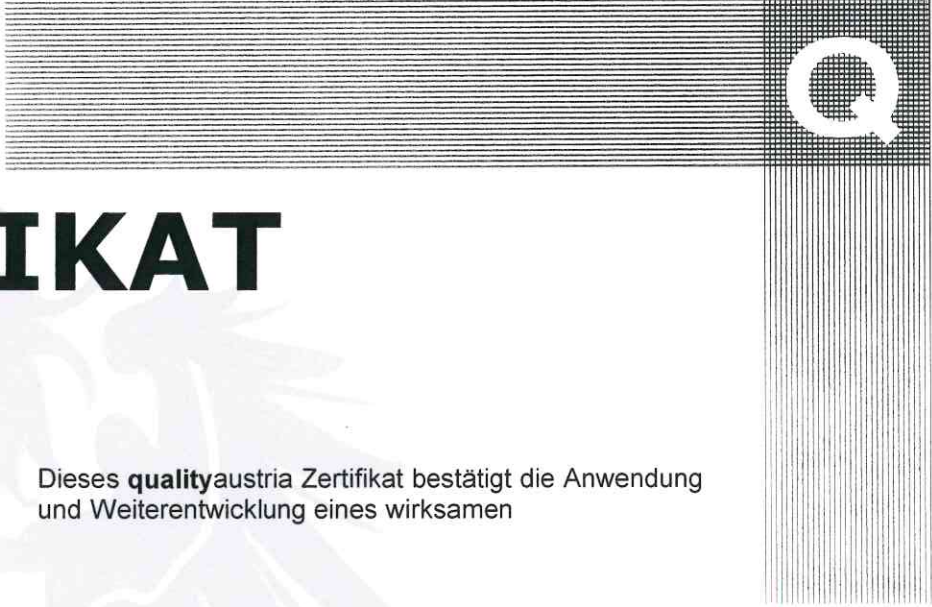 Q
IKAT
Dieses qualityaustria Zertifikat bestätigt die Anwendung
und Weiterentwicklung eines wirksamen